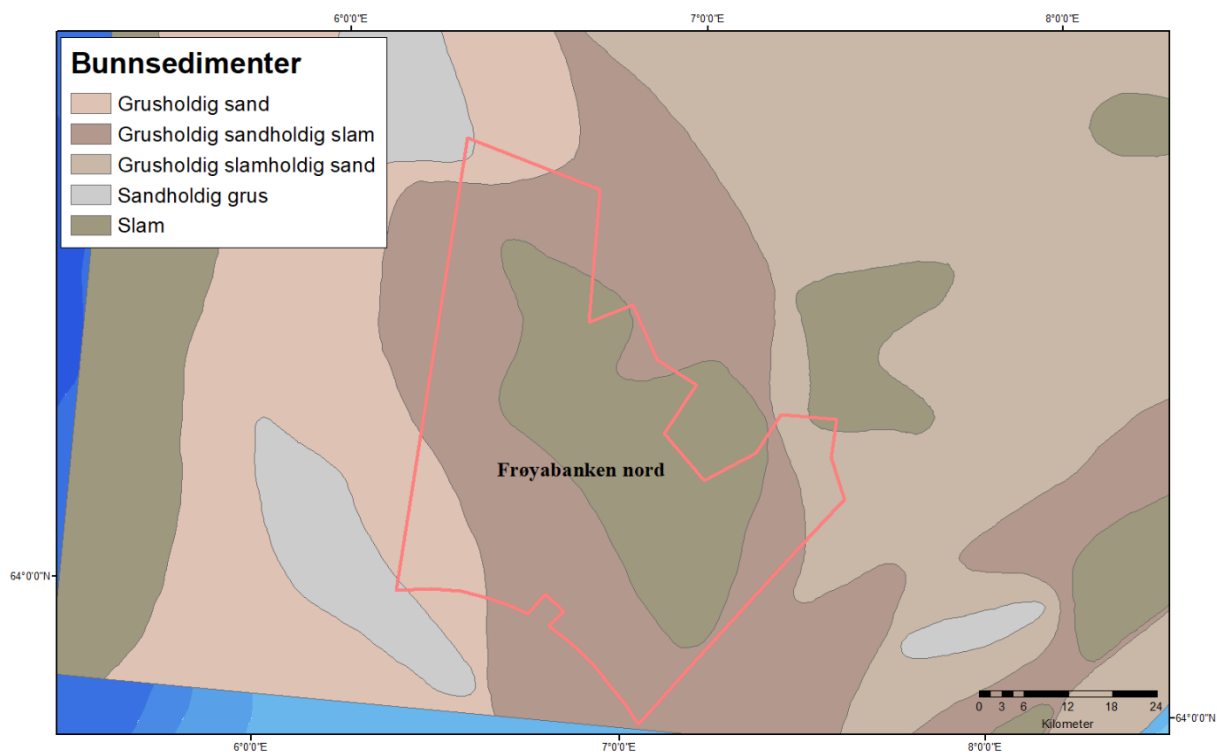 6°0'0"E 7°0'0"E 8°0'0"E
Bunnsedimenter
Grusholdig sand
Grusholdig sandholdig slam
Grusholdig slamholdig sand
Sandholdig grus
Slam
Frøyabanken nord
64°0'0"N
0 3 6 12 18 24
Kilometer
64°0'0"N
6°0'0"E 7°0'0"E 8°0'0"E